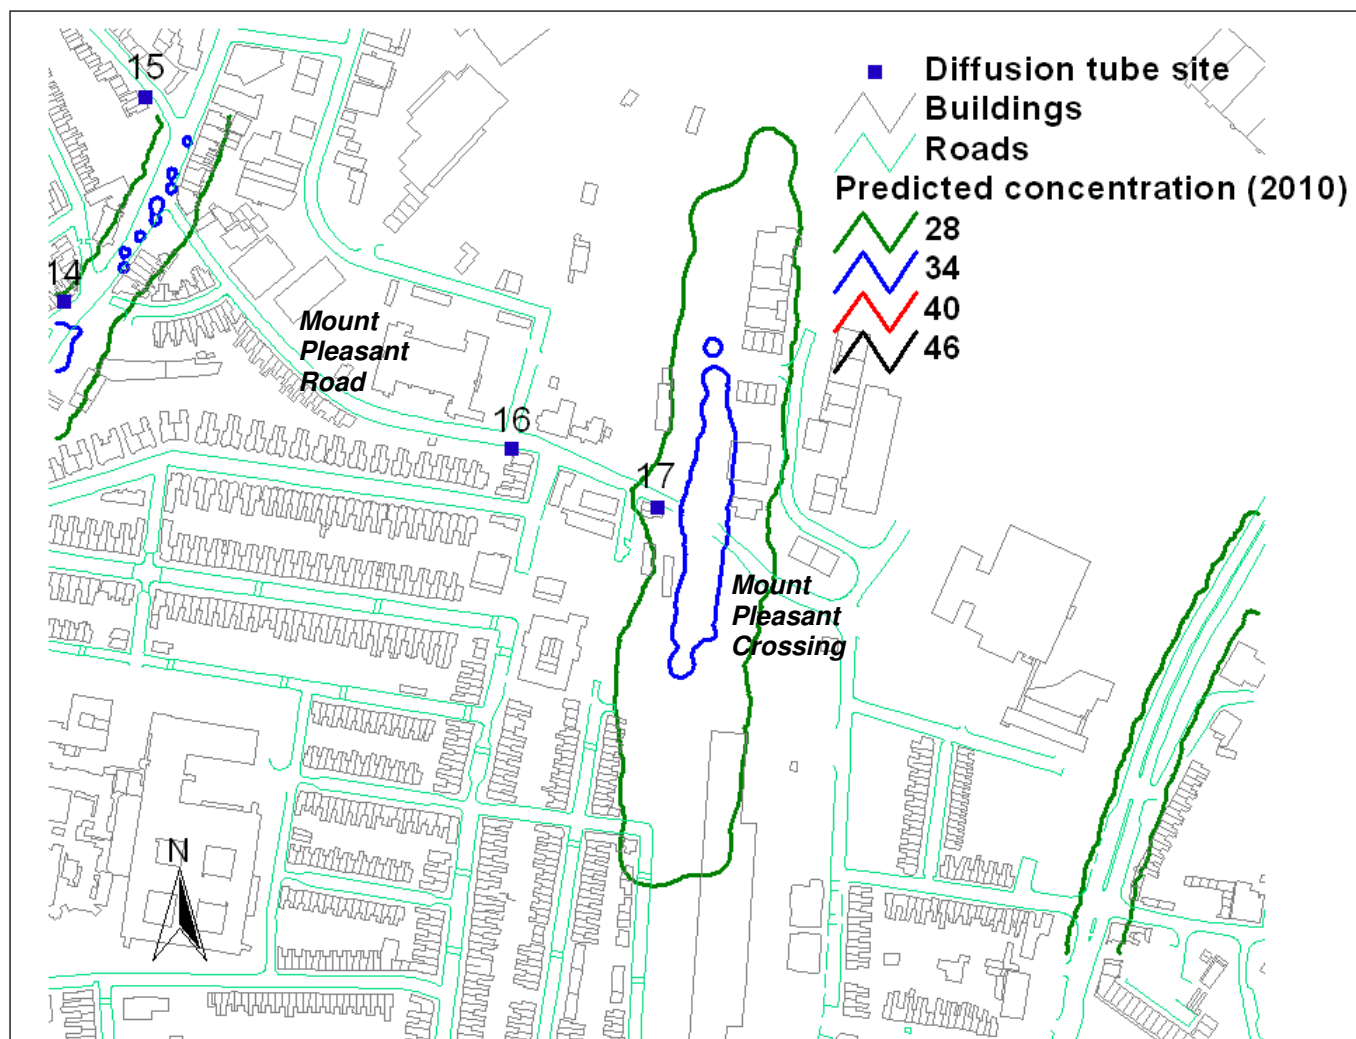 15
Diffusion tube site
Buildings
Roads
Predicted concentration (2010)
28
34
40
46
14
Mount
Pleasant
Road
16
17
Mount
Pleasant
Crossing
N